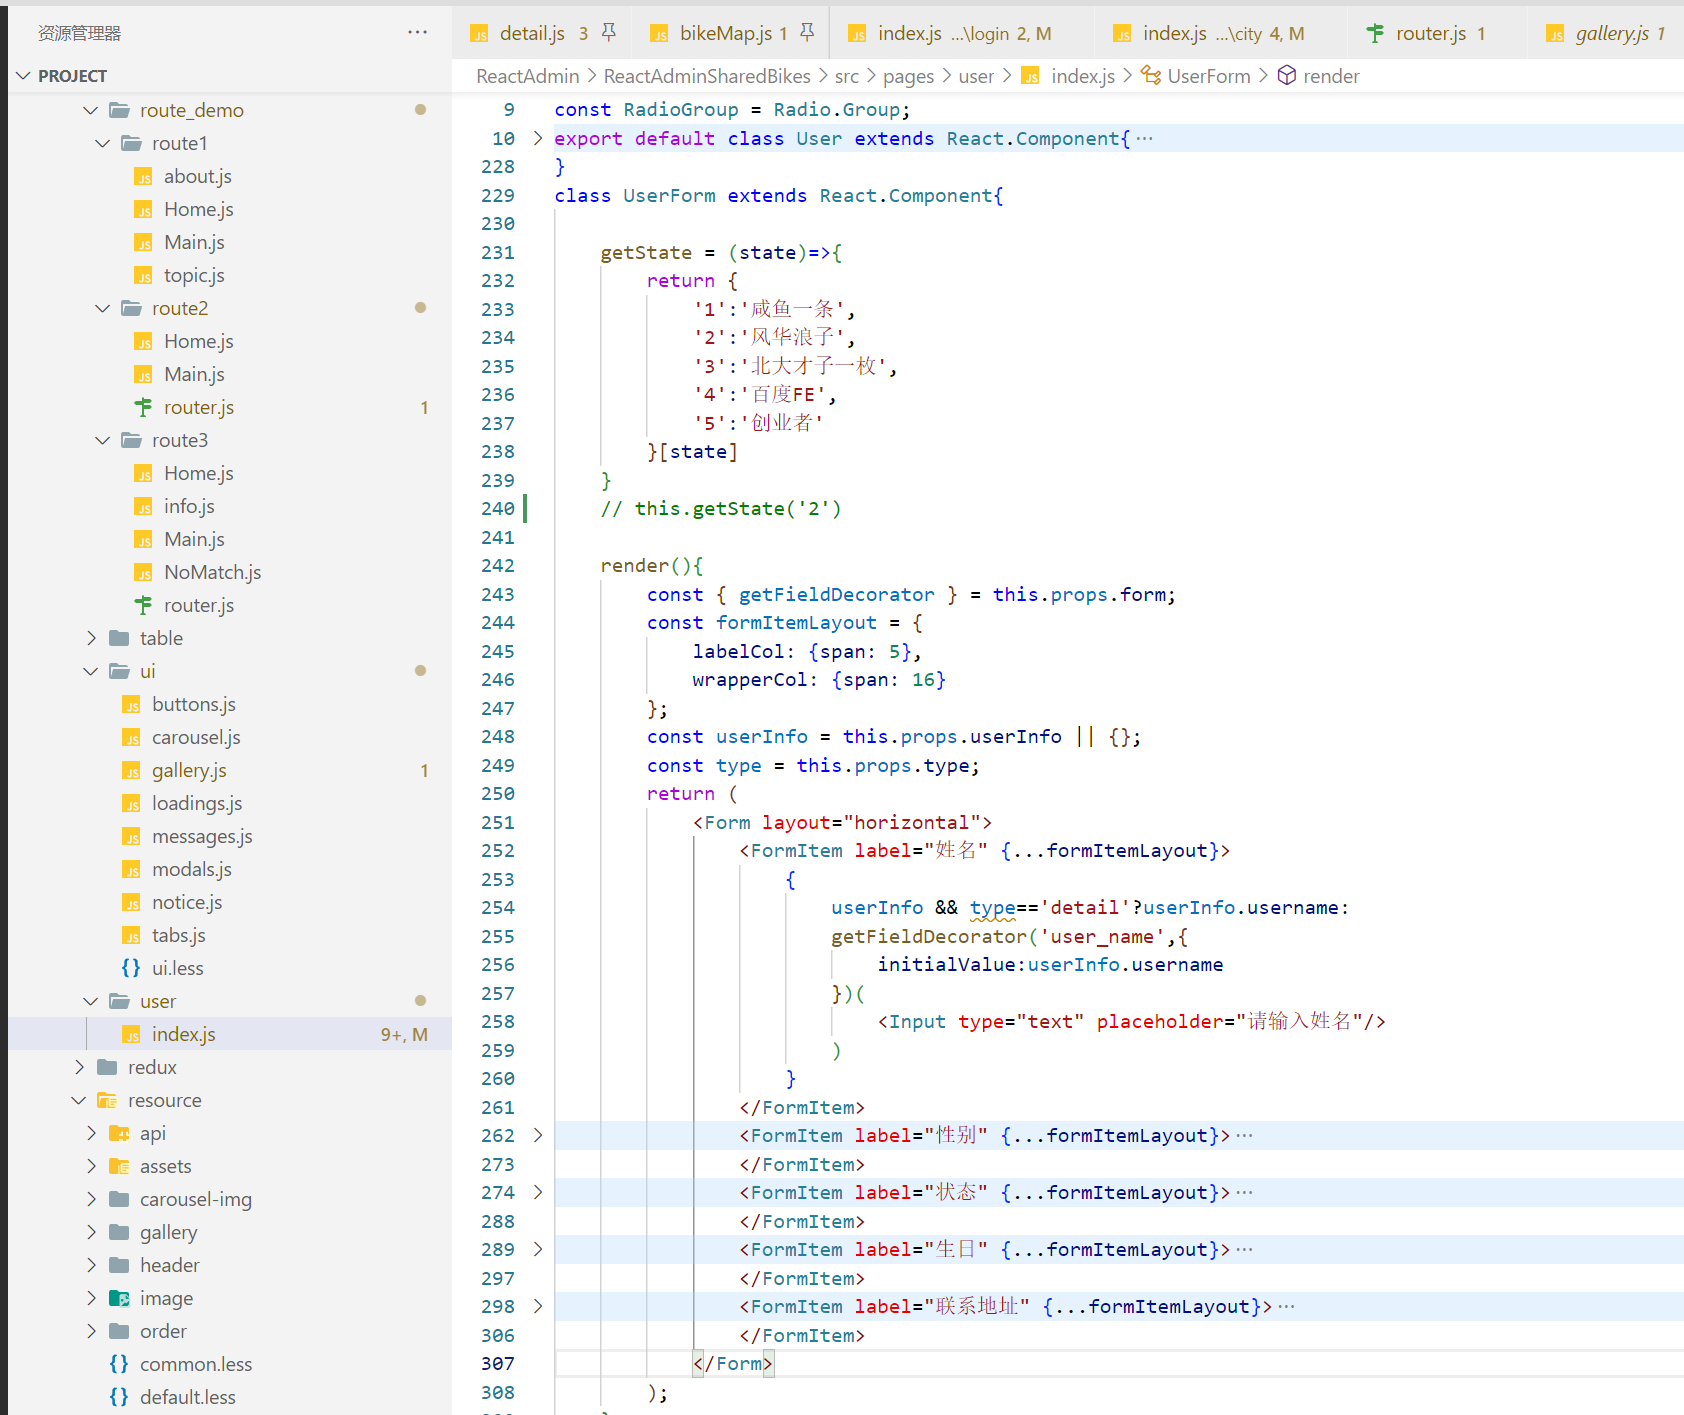 资源管理器 ···
PROJECT
route_demo
route1
about.js
Home.js
Main.js
topic.js
route2
Home.js
Main.js
router.js 1
route3
Home.js
info.js
Main.js
NoMatch.js
router.js
table
ui
buttons.js
carousel.js
gallery.js 1
loadings.js
messages.js
modals.js
notice.js
tabs.js
ui.less
user
index.js 9+, M
redux
resource
api
assets
carousel-img
gallery
header
image
order
common.less
default.less
detail.js 3 bikeMap.js 1 index.js ...\login 2, M index.js ...\city 4, M router.js 1 gallery.js 1
ReactAdmin > ReactAdminSharedBikes > src > pages > user > index.js > UserForm > render
9 const RadioGroup = Radio.Group;
10 export default class User extends React.Component{···
228 }
229 class UserForm extends React.Component{
230
231 getState = (state)=>{
232 return {
233 '1':'咸鱼一条',
234 '2':'风华浪子',
235 '3':'北大才子一枚',
236 '4':'百度FE',
237 '5':'创业者'
238 }[state]
239 }
240 // this.getState('2')
241
242 render(){
243 const { getFieldDecorator } = this.props.form;
244 const formItemLayout = {
245 labelCol: {span: 5},
246 wrapperCol: {span: 16}
247 };
248 const userInfo = this.props.userInfo || {};
249 const type = this.props.type;
250 return (
251 <Form layout="horizontal">
252 <FormItem label="姓名" {...formItemLayout}>
253 {
254 userInfo && type=='detail'?userInfo.username:
255 getFieldDecorator('user_name',{
256 initialValue:userInfo.username
257 })(
258 <Input type="text" placeholder="请输入姓名"/>
259 )
260 }
261 </FormItem>
262 <FormItem label="性别" {...formItemLayout}>···
273 </FormItem>
274 <FormItem label="状态" {...formItemLayout}>···
288 </FormItem>
289 <FormItem label="生日" {...formItemLayout}>···
297 </FormItem>
298 <FormItem label="联系地址" {...formItemLayout}>···
306 </FormItem>
307 </Form>
308 );